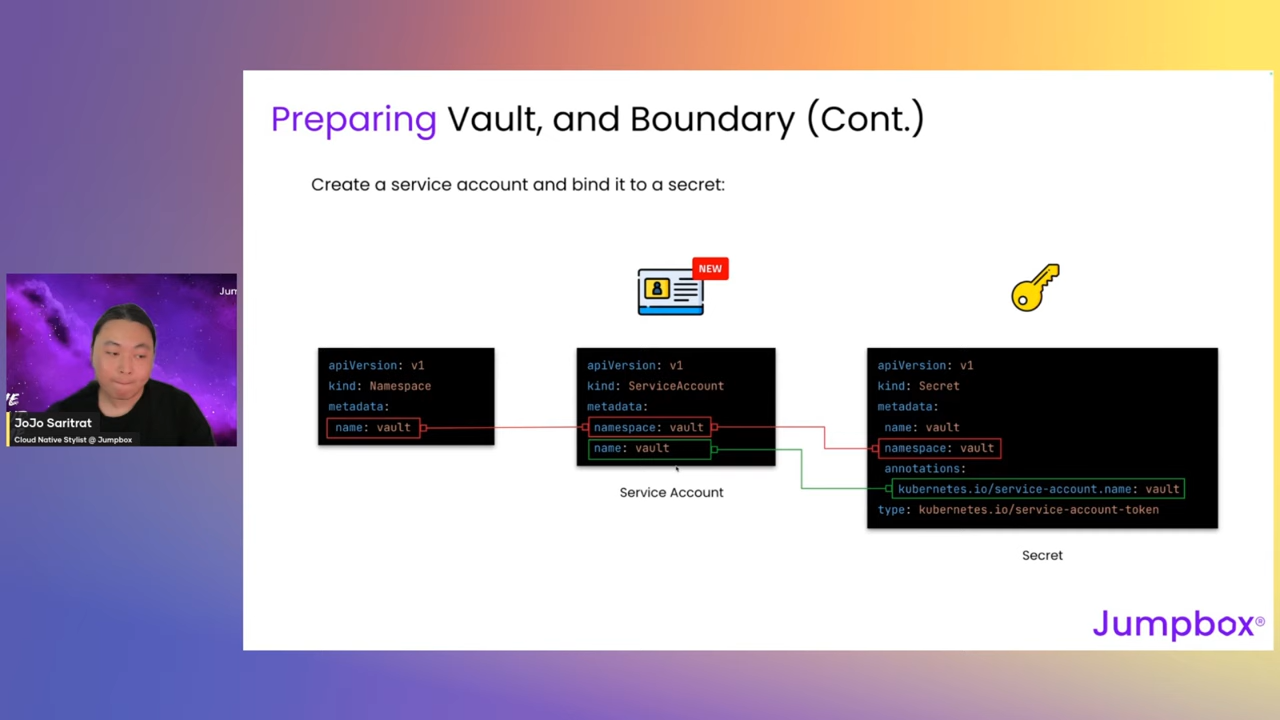 Preparing Vault, and Boundary (Cont.)
Create a service account and bind it to a secret:
NEW
apiVersion: v1
kind: Namespace
metadata:
name: vault
apiVersion: v1
kind: ServiceAccount
metadata:
namespace: vault
name: vault
Service Account
apiVersion: v1
kind: Secret
metadata:
name: vault
namespace: vault
annotations:
kubernetes.io/service-account.name: vault
type: kubernetes.io/service-account-token
Secret
JoJo Saritrat
Cloud Native Stylist @ Jumpbox
Jumpbox®